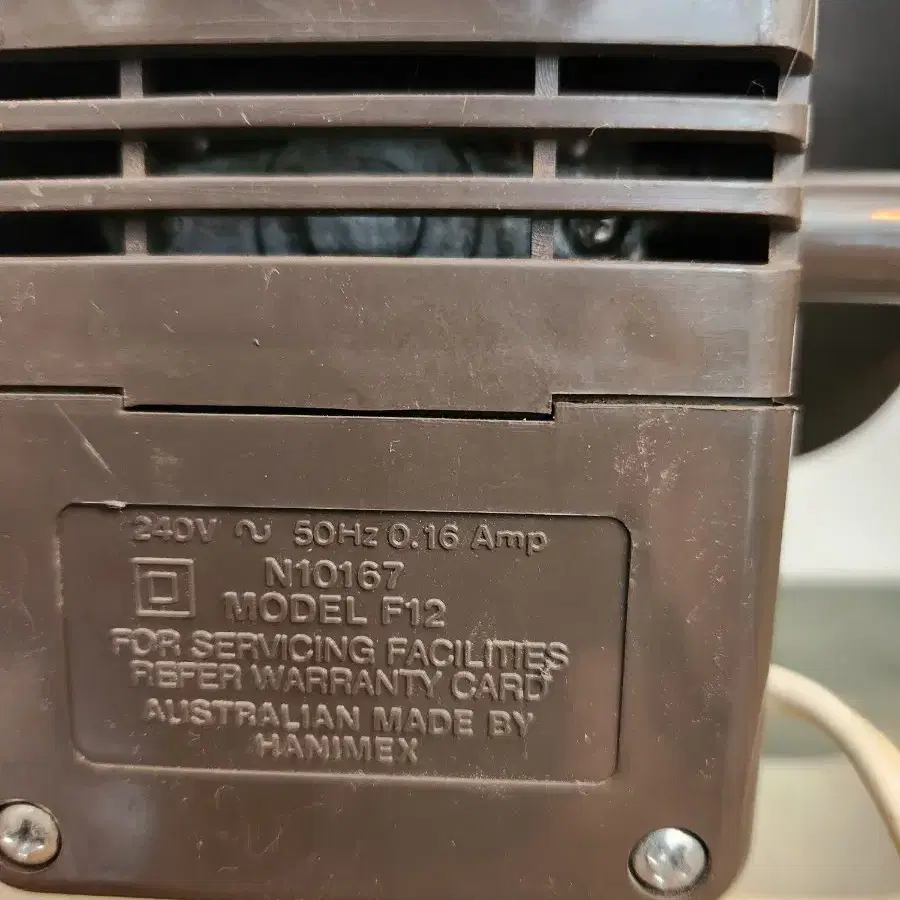 240V ∿ 50Hz 0.16 Amp
N10167
MODEL F12
FOR SERVICING FACILITIES
REFER WARRANTY CARD
AUSTRALIAN MADE BY
HANIMEX